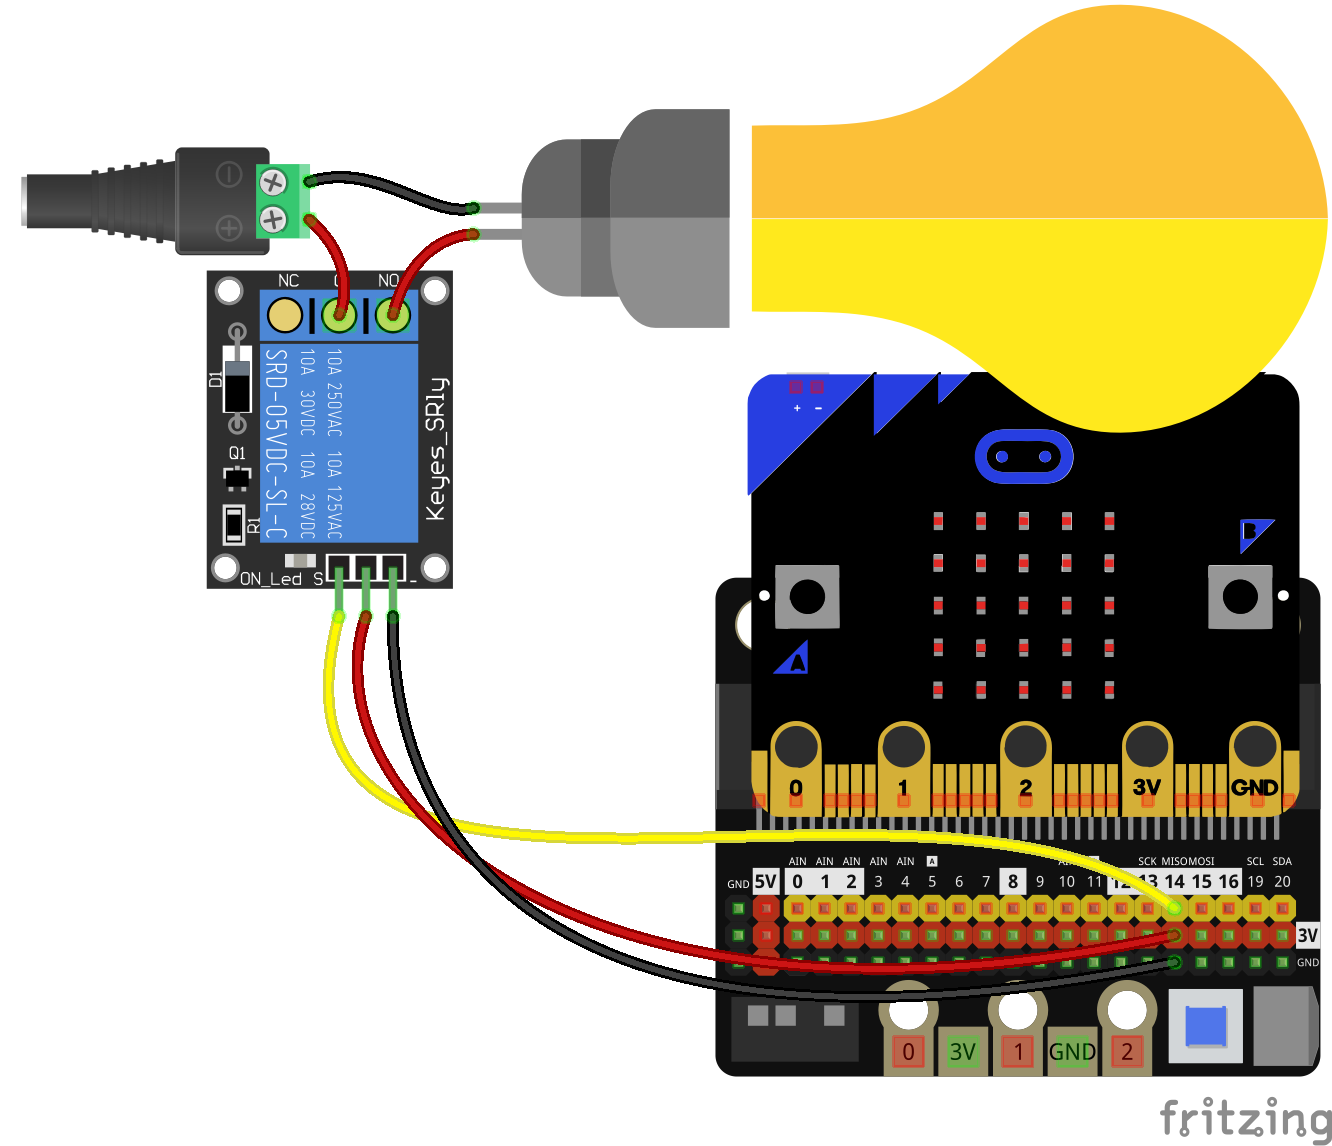 NC
NO
D1
Q1
R1
SRD-05VDC-SL-C
10A 30VDC 10A 28VDC
10A 250VAC 10A 125VAC
Keyes_SR1y
ON_Led S
-
+ -
B
A
0 1 2 3V GND
AIN AIN AIN AIN AIN A SCK MISO MOSI SCL SDA
GND 5V 0 1 2 3 4 5 6 7 8 9 10 11 12 13 14 15 16 19 20
3V
GND
0 3V 1 GND 2
fritzing